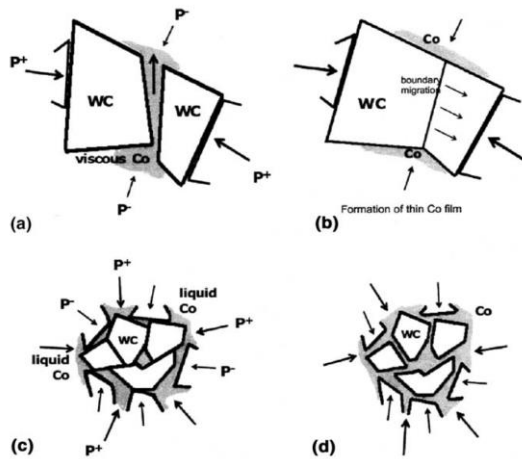 P-
P+
WC
WC
viscous Co
P-
P+
(a)
Co
boundary
migration
WC
Co
Formation of thin Co film
(b)
P+
liquid
Co
P-
P+
WC
liquid
Co
P-
P+
(c)
Co
WC
(d)